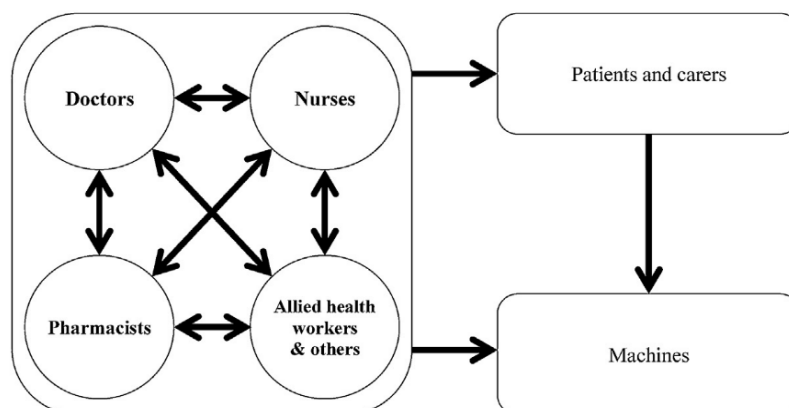 Doctors
Nurses
Patients and carers
Pharmacists
Allied health
workers
& others
Machines